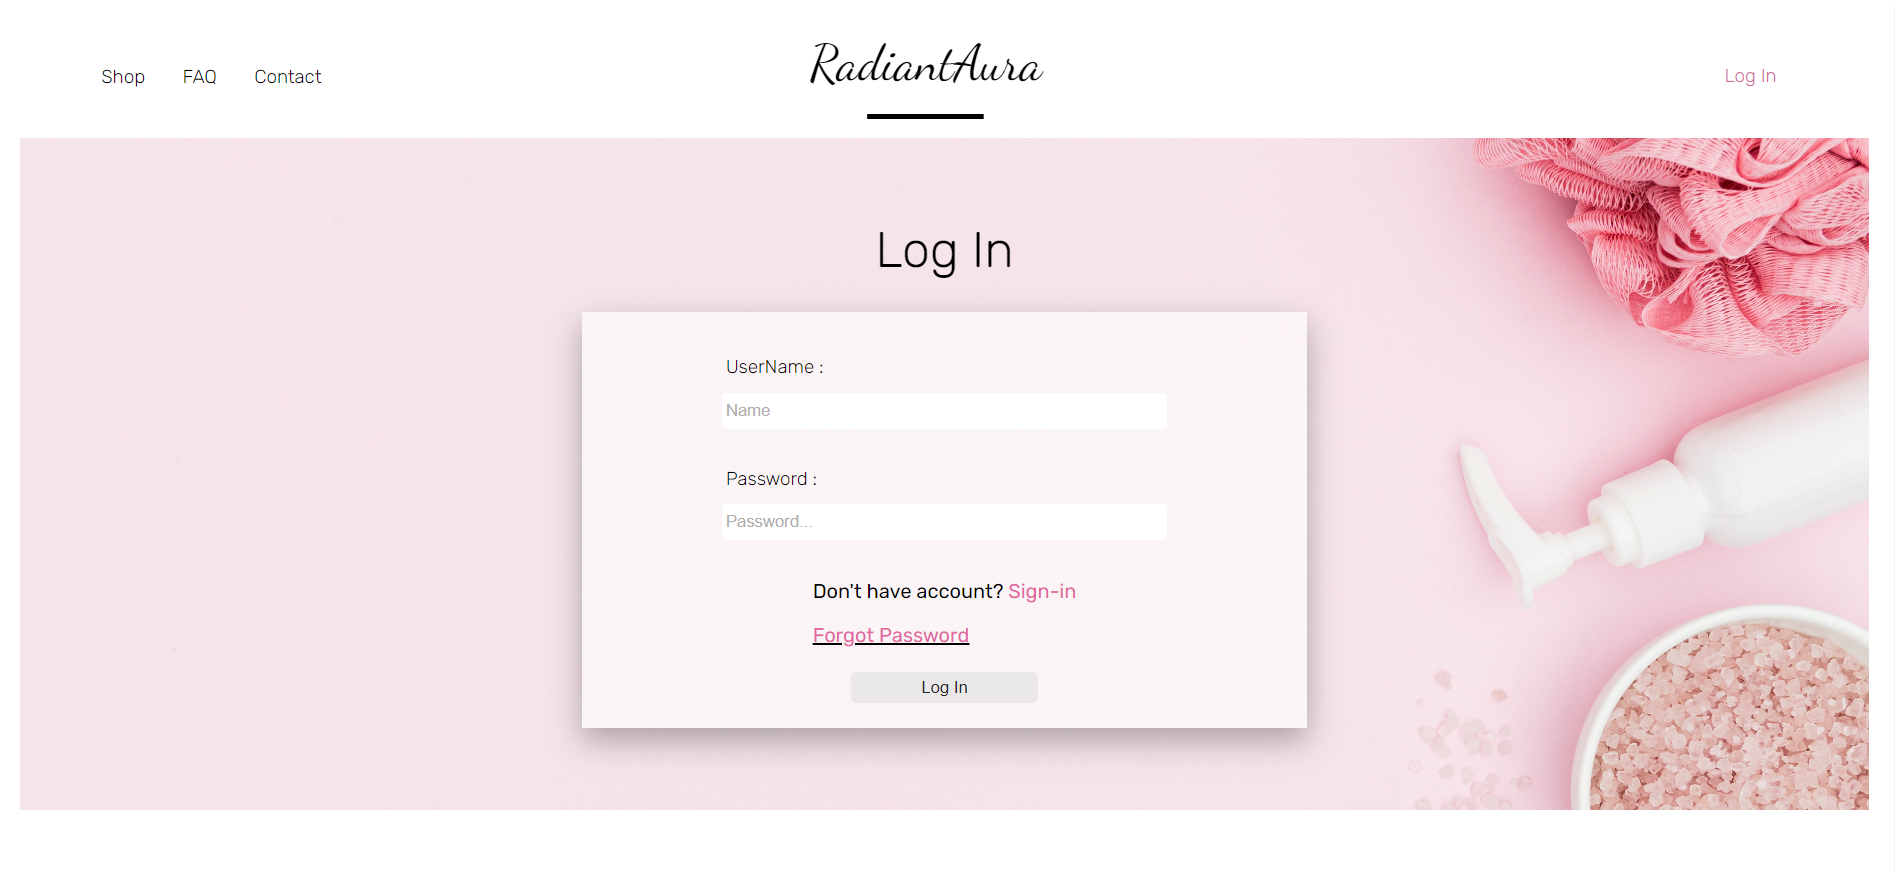 Shop FAQ Contact RadiantAura Log In
Log In
UserName :
Name
Password :
Password...
Don't have account? Sign-in
Forgot Password
Log In